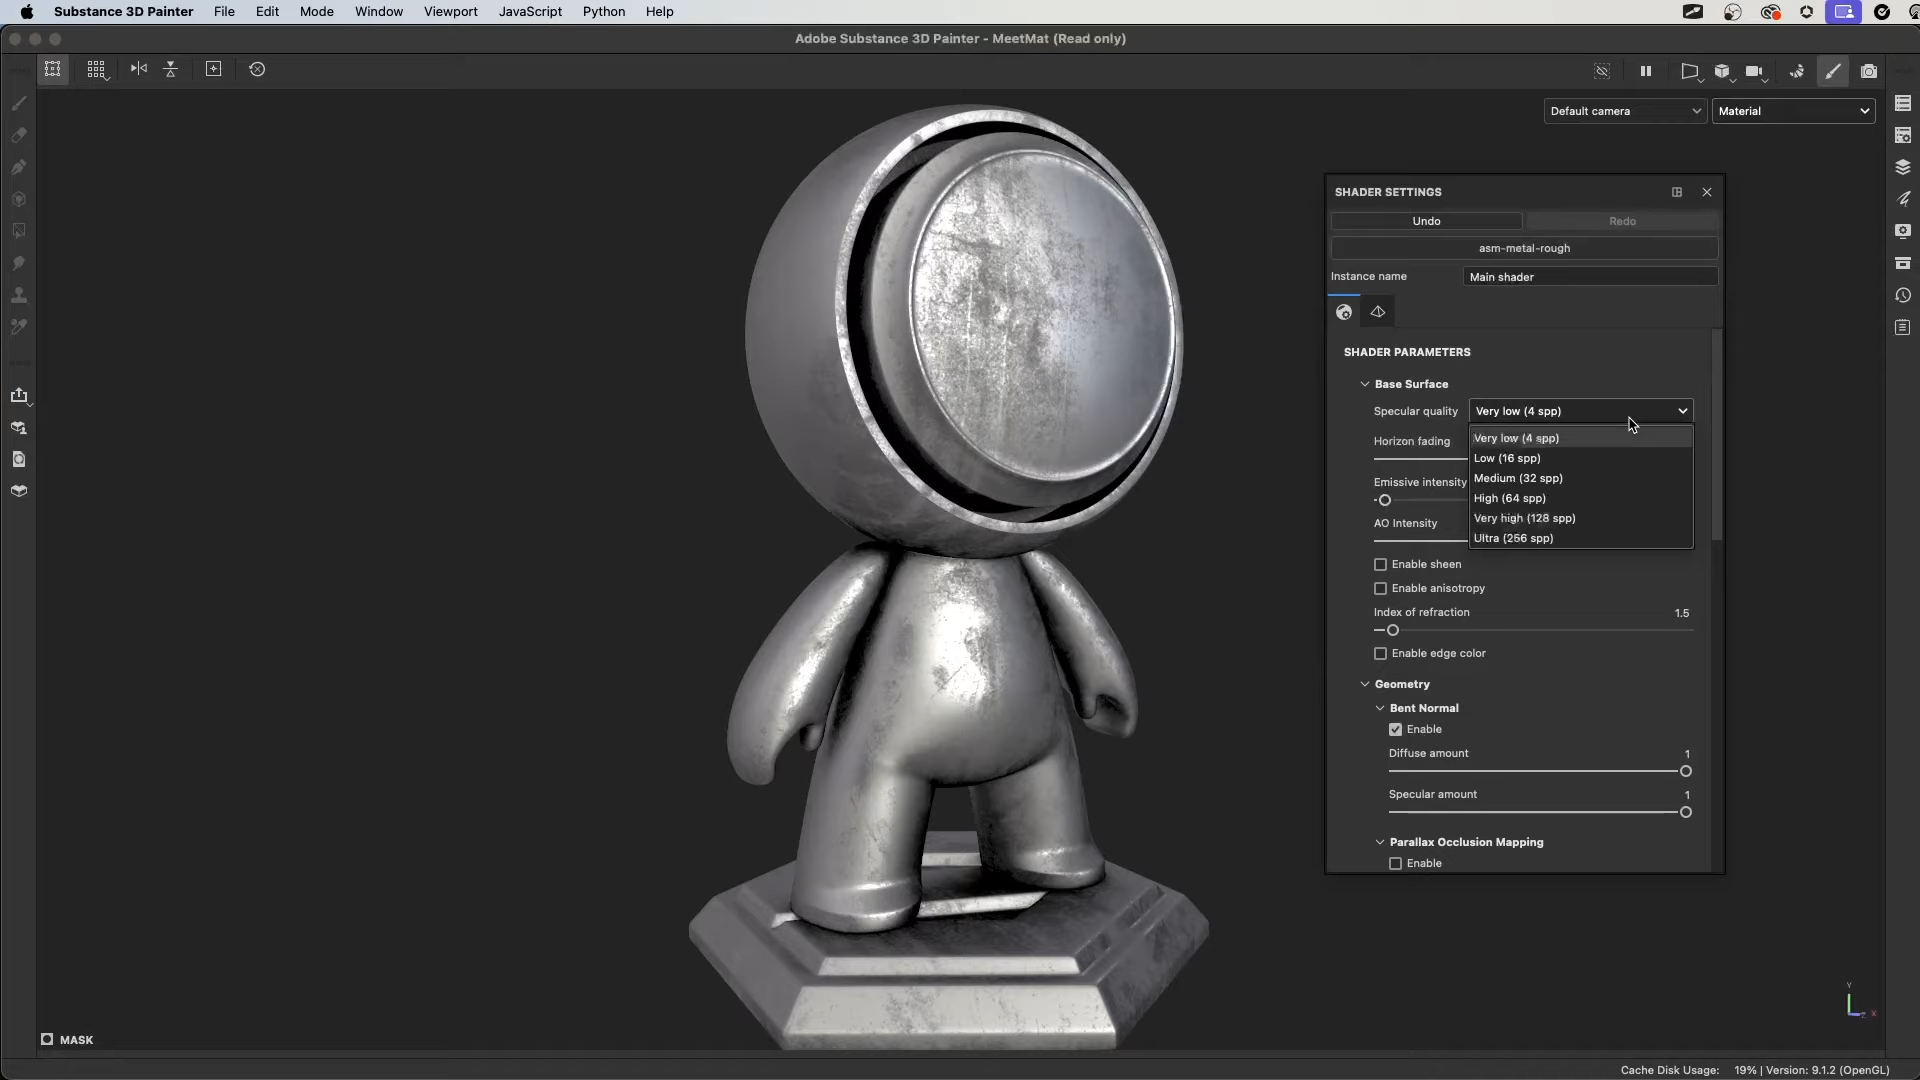 Substance 3D Painter File Edit Mode Window Viewport JavaScript Python Help
Adobe Substance 3D Painter - MeetMat (Read only)
Default camera Material
SHADER SETTINGS
Undo Redo
asm-metal-rough
Instance name Main shader
SHADER PARAMETERS
Base Surface
Specular quality Very low (4 spp)
Very low (4 spp)
Horizon fading
Low (16 spp)
Medium (32 spp)
Emissive intensity
High (64 spp)
Very high (128 spp)
AO Intensity
Ultra (256 spp)
Enable sheen
Enable anisotropy
Index of refraction 1.5
Enable edge color
Geometry
Bent Normal
Enable
Diffuse amount 1
Specular amount 1
Parallax Occlusion Mapping
Enable
Y
X
Z
MASK
Cache Disk Usage: 19% | Version: 9.1.2 (OpenGL)